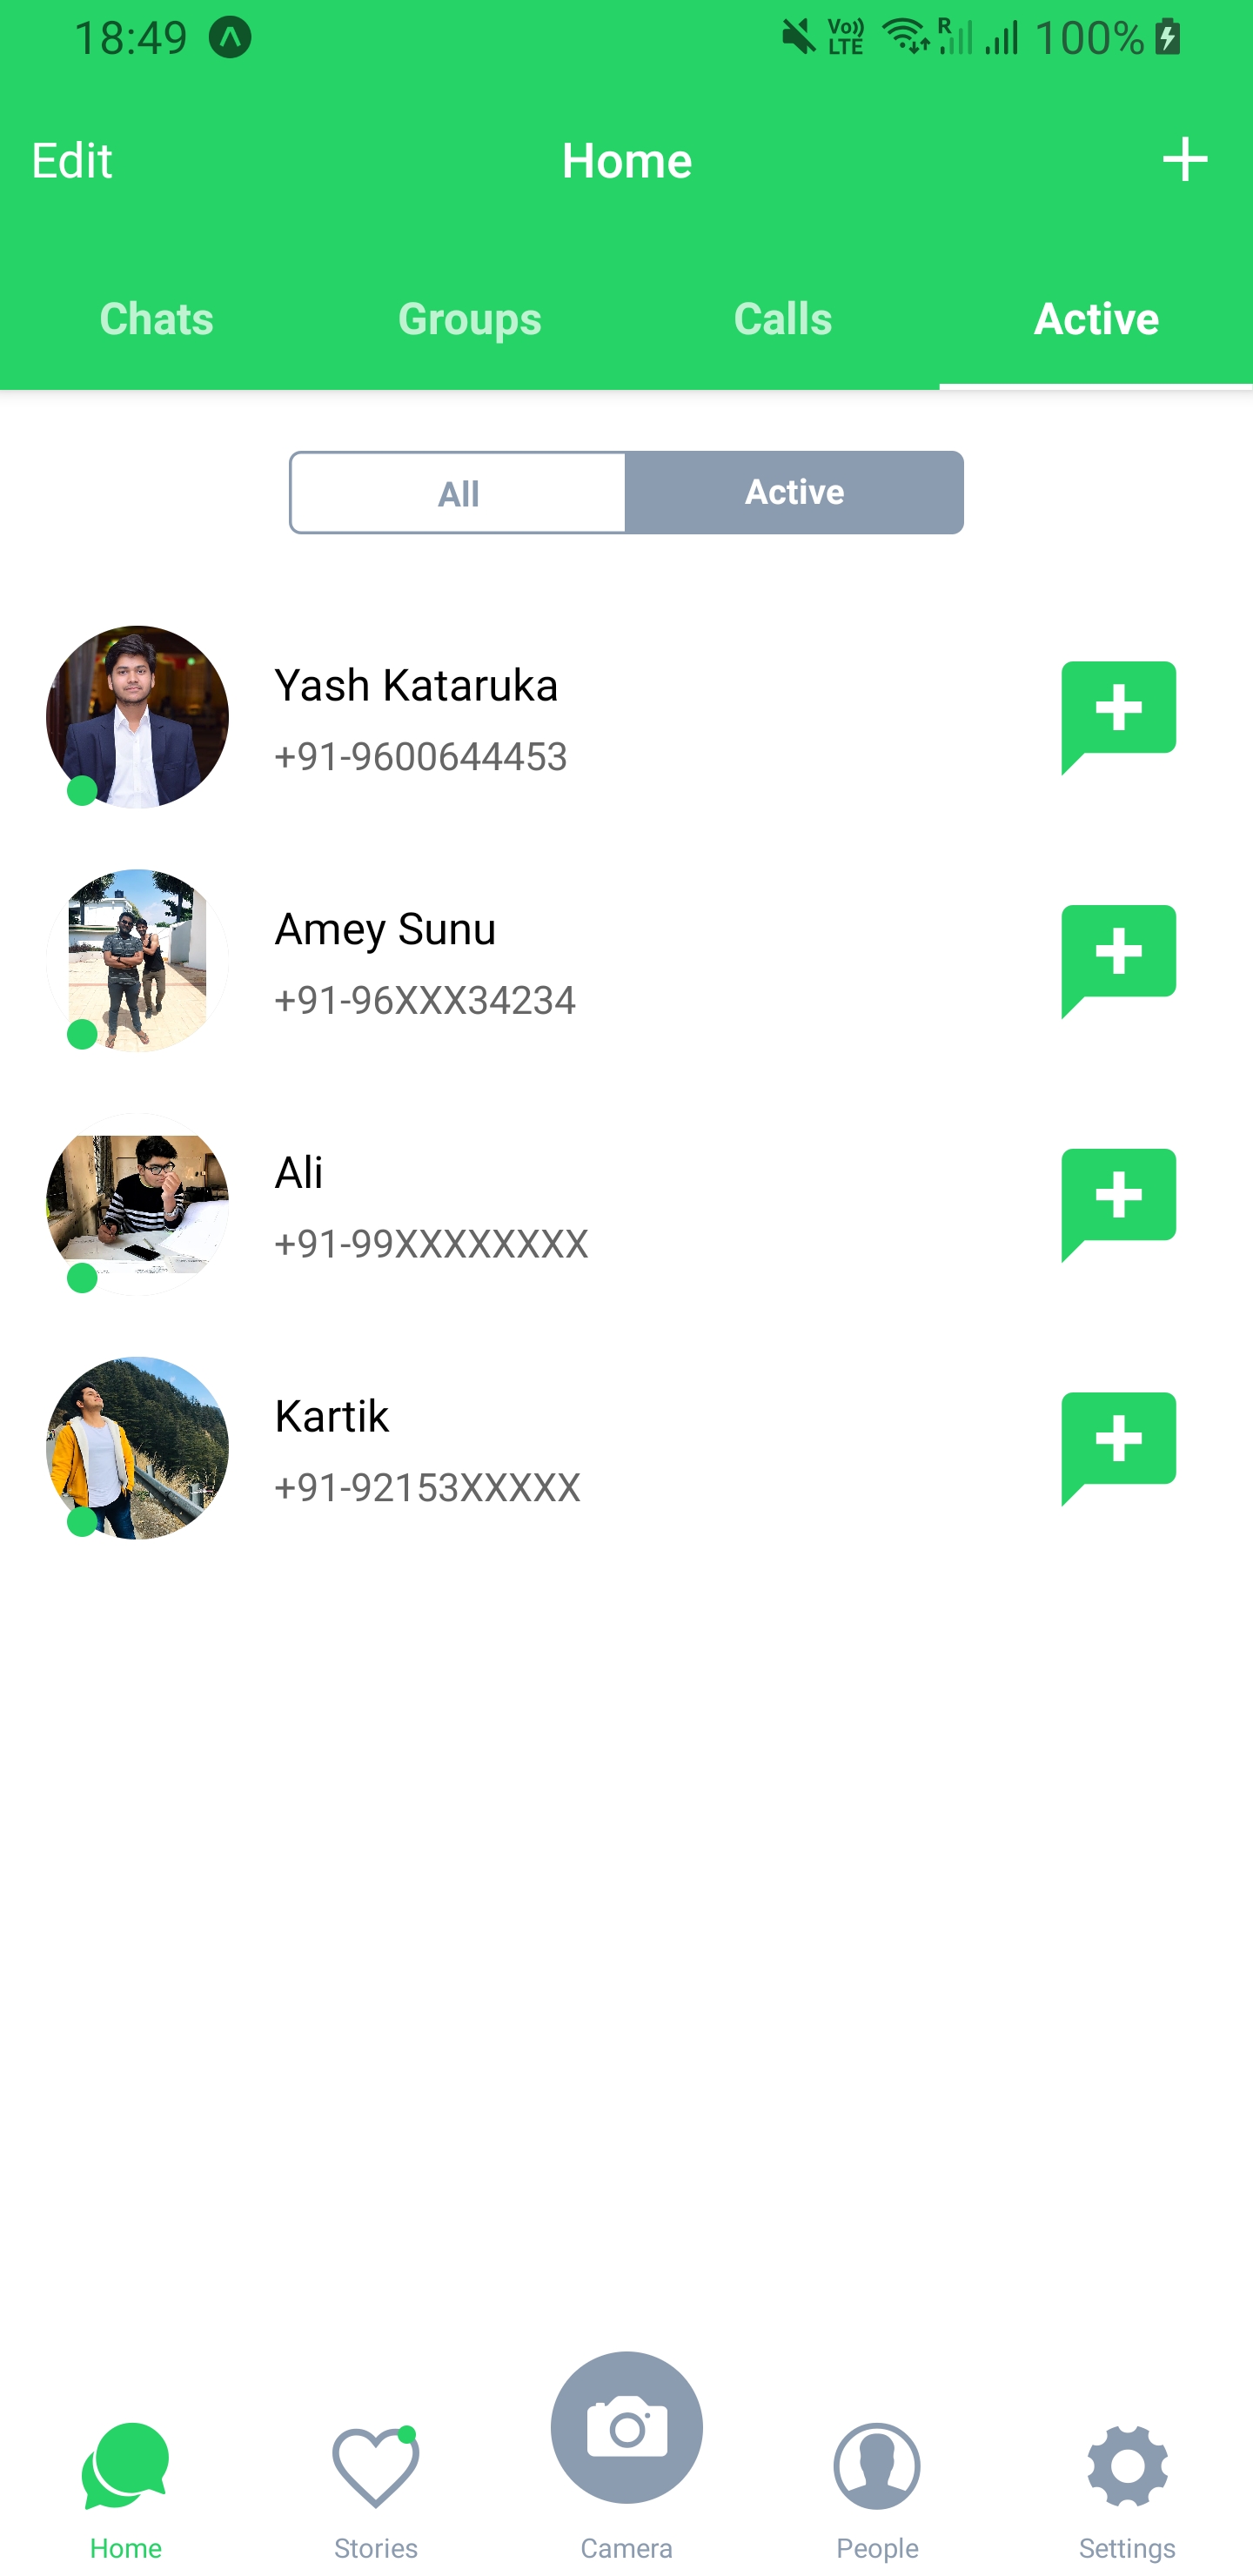 18:49 Vo)) LTE R 100%
Edit Home +
Chats Groups Calls Active
All Active
Yash Kataruka
+91-9600644453
Amey Sunu
+91-96XXX34234
Ali
+91-99XXXXXXXX
Kartik
+91-92153XXXXX
Home Stories Camera People Settings